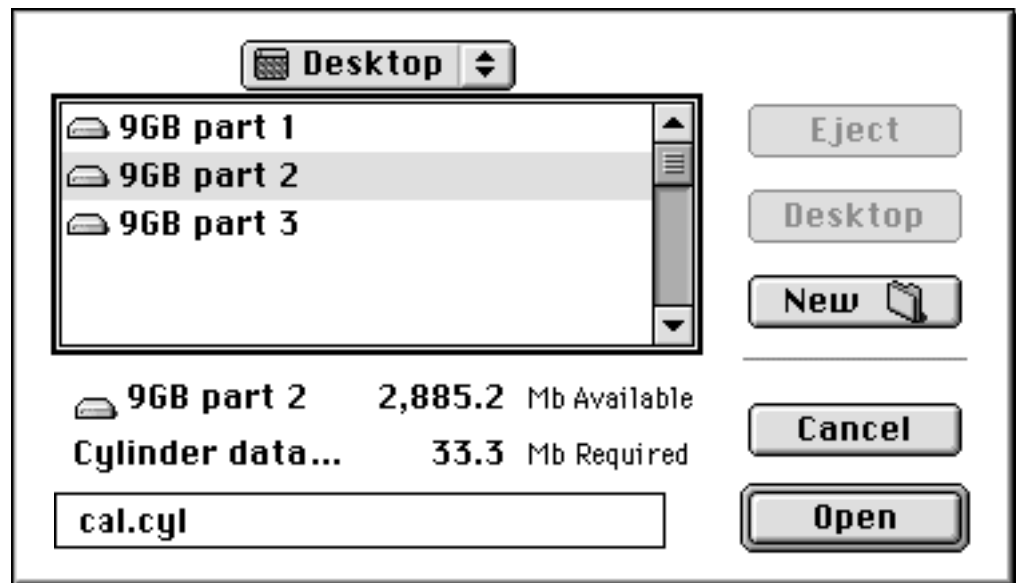 Desktop
9GB part 1
9GB part 2
9GB part 3
Eject
Desktop
New
9GB part 2 2,885.2 Mb Available
Cylinder data... 33.3 Mb Required
Cancel
cal.cyl
Open